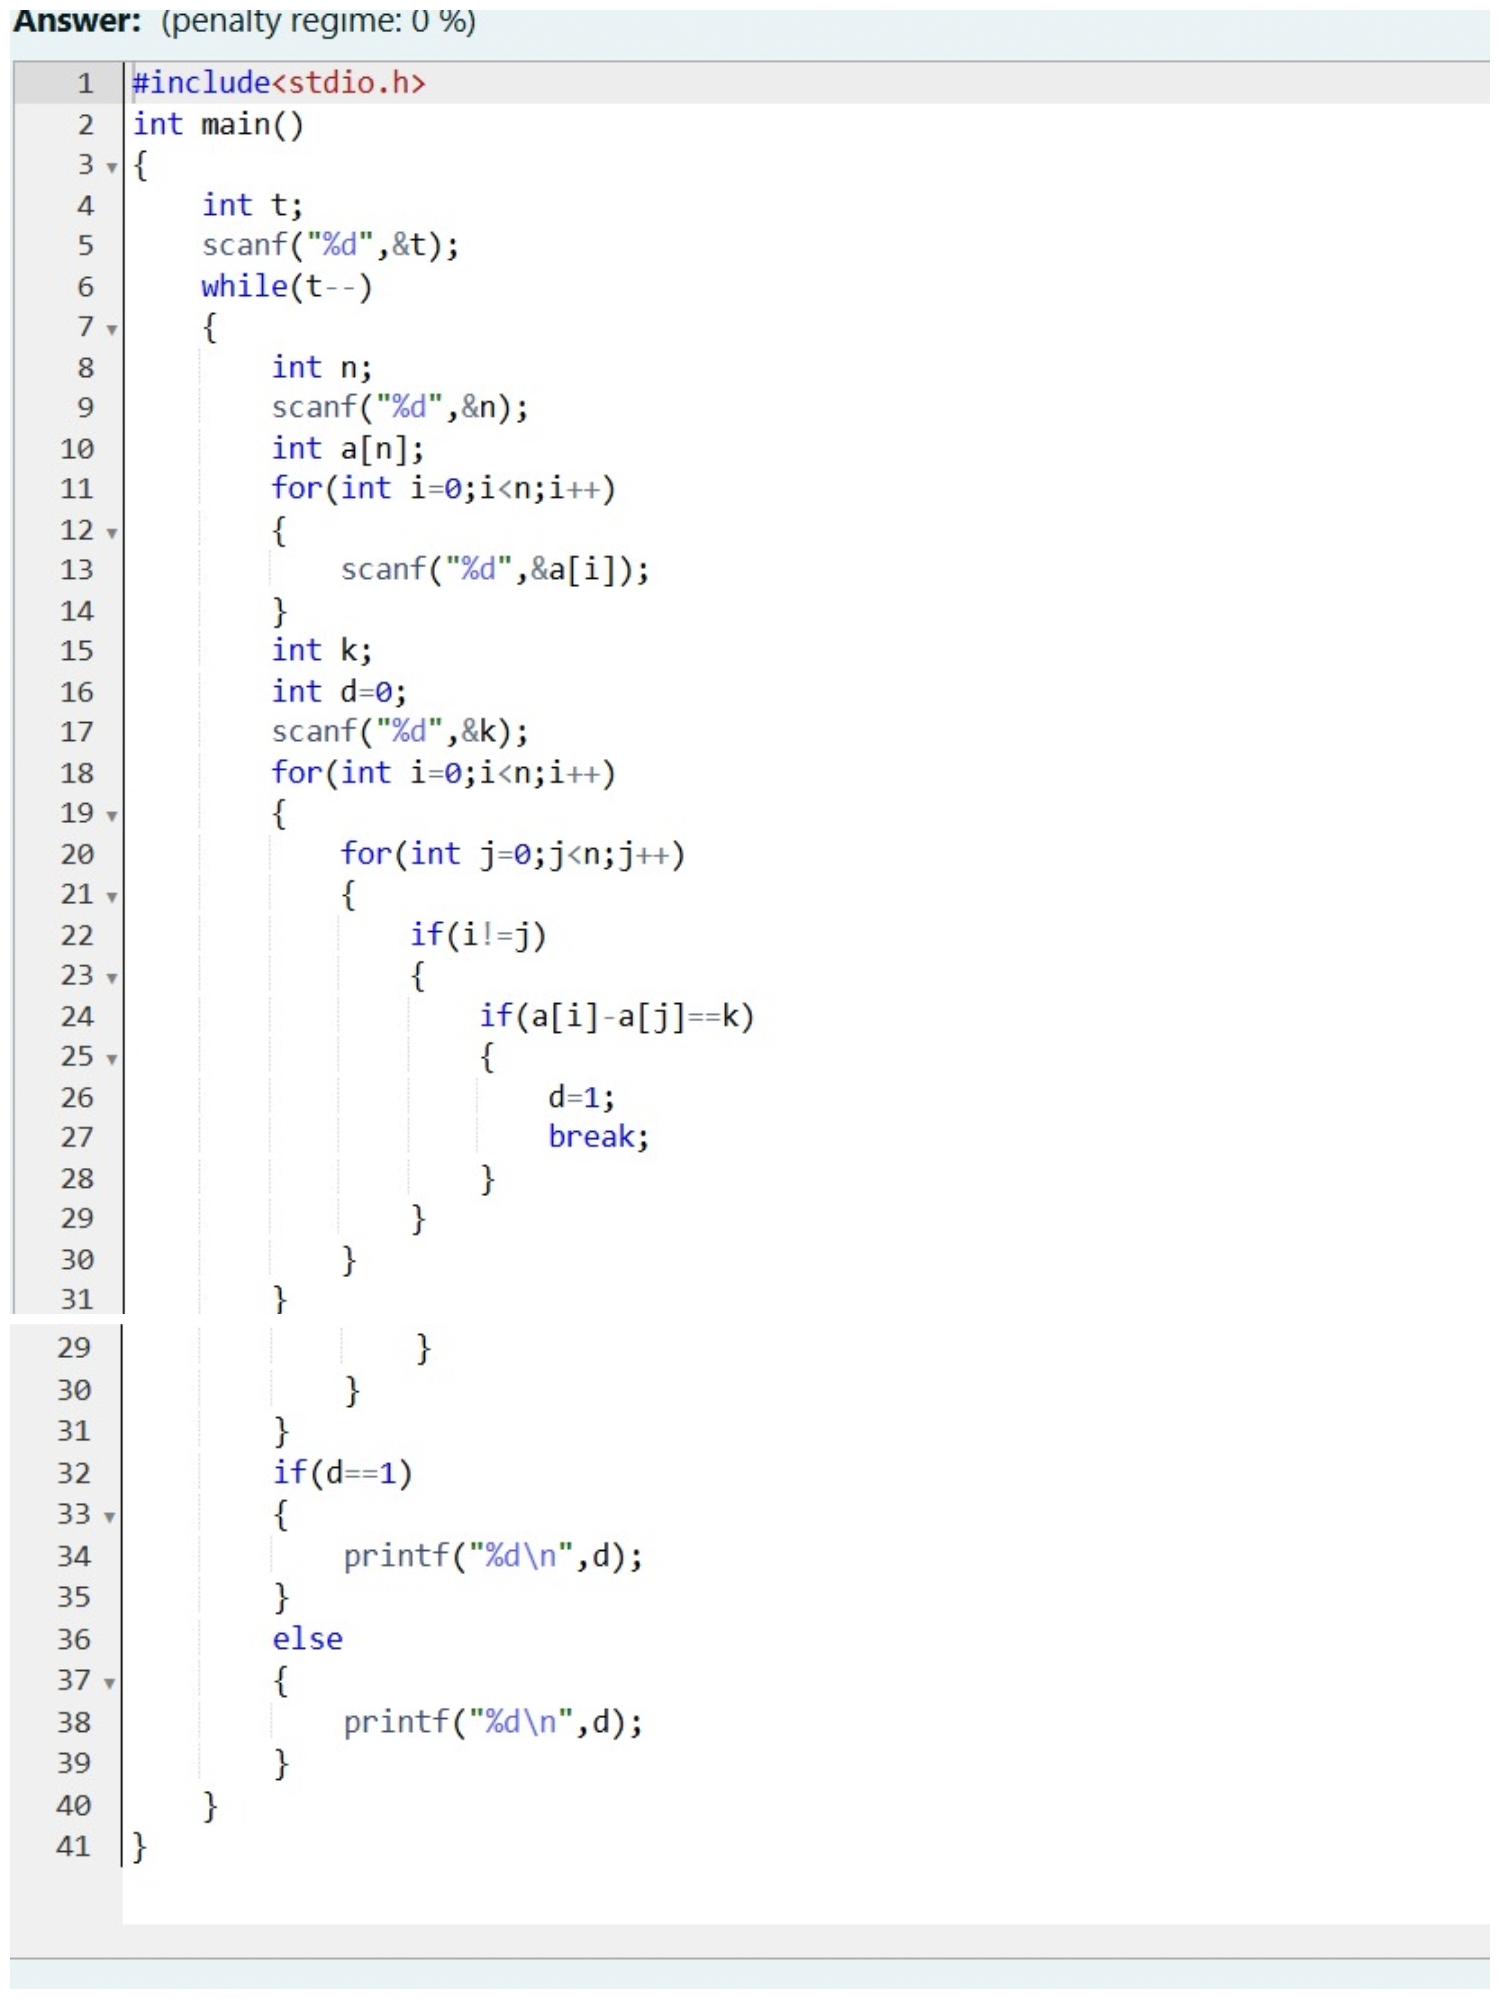 Answer: (penalty regime: 0 %)
1 #include<stdio.h>
2 int main()
3 {
4     int t;
5     scanf("%d",&t);
6     while(t--)
7     {
8         int n;
9         scanf("%d",&n);
10         int a[n];
11         for(int i=0;i<n;i++)
12         {
13             scanf("%d",&a[i]);
14         }
15         int k;
16         int d=0;
17         scanf("%d",&k);
18         for(int i=0;i<n;i++)
19         {
20             for(int j=0;j<n;j++)
21             {
22                 if(i!=j)
23                 {
24                     if(a[i]-a[j]==k)
25                     {
26                         d=1;
27                         break;
28                     }
29                 }
30             }
31         }
29                 }
30             }
31         }
32         if(d==1)
33         {
34             printf("%d\n",d);
35         }
36         else
37         {
38             printf("%d\n",d);
39         }
40     }
41 }